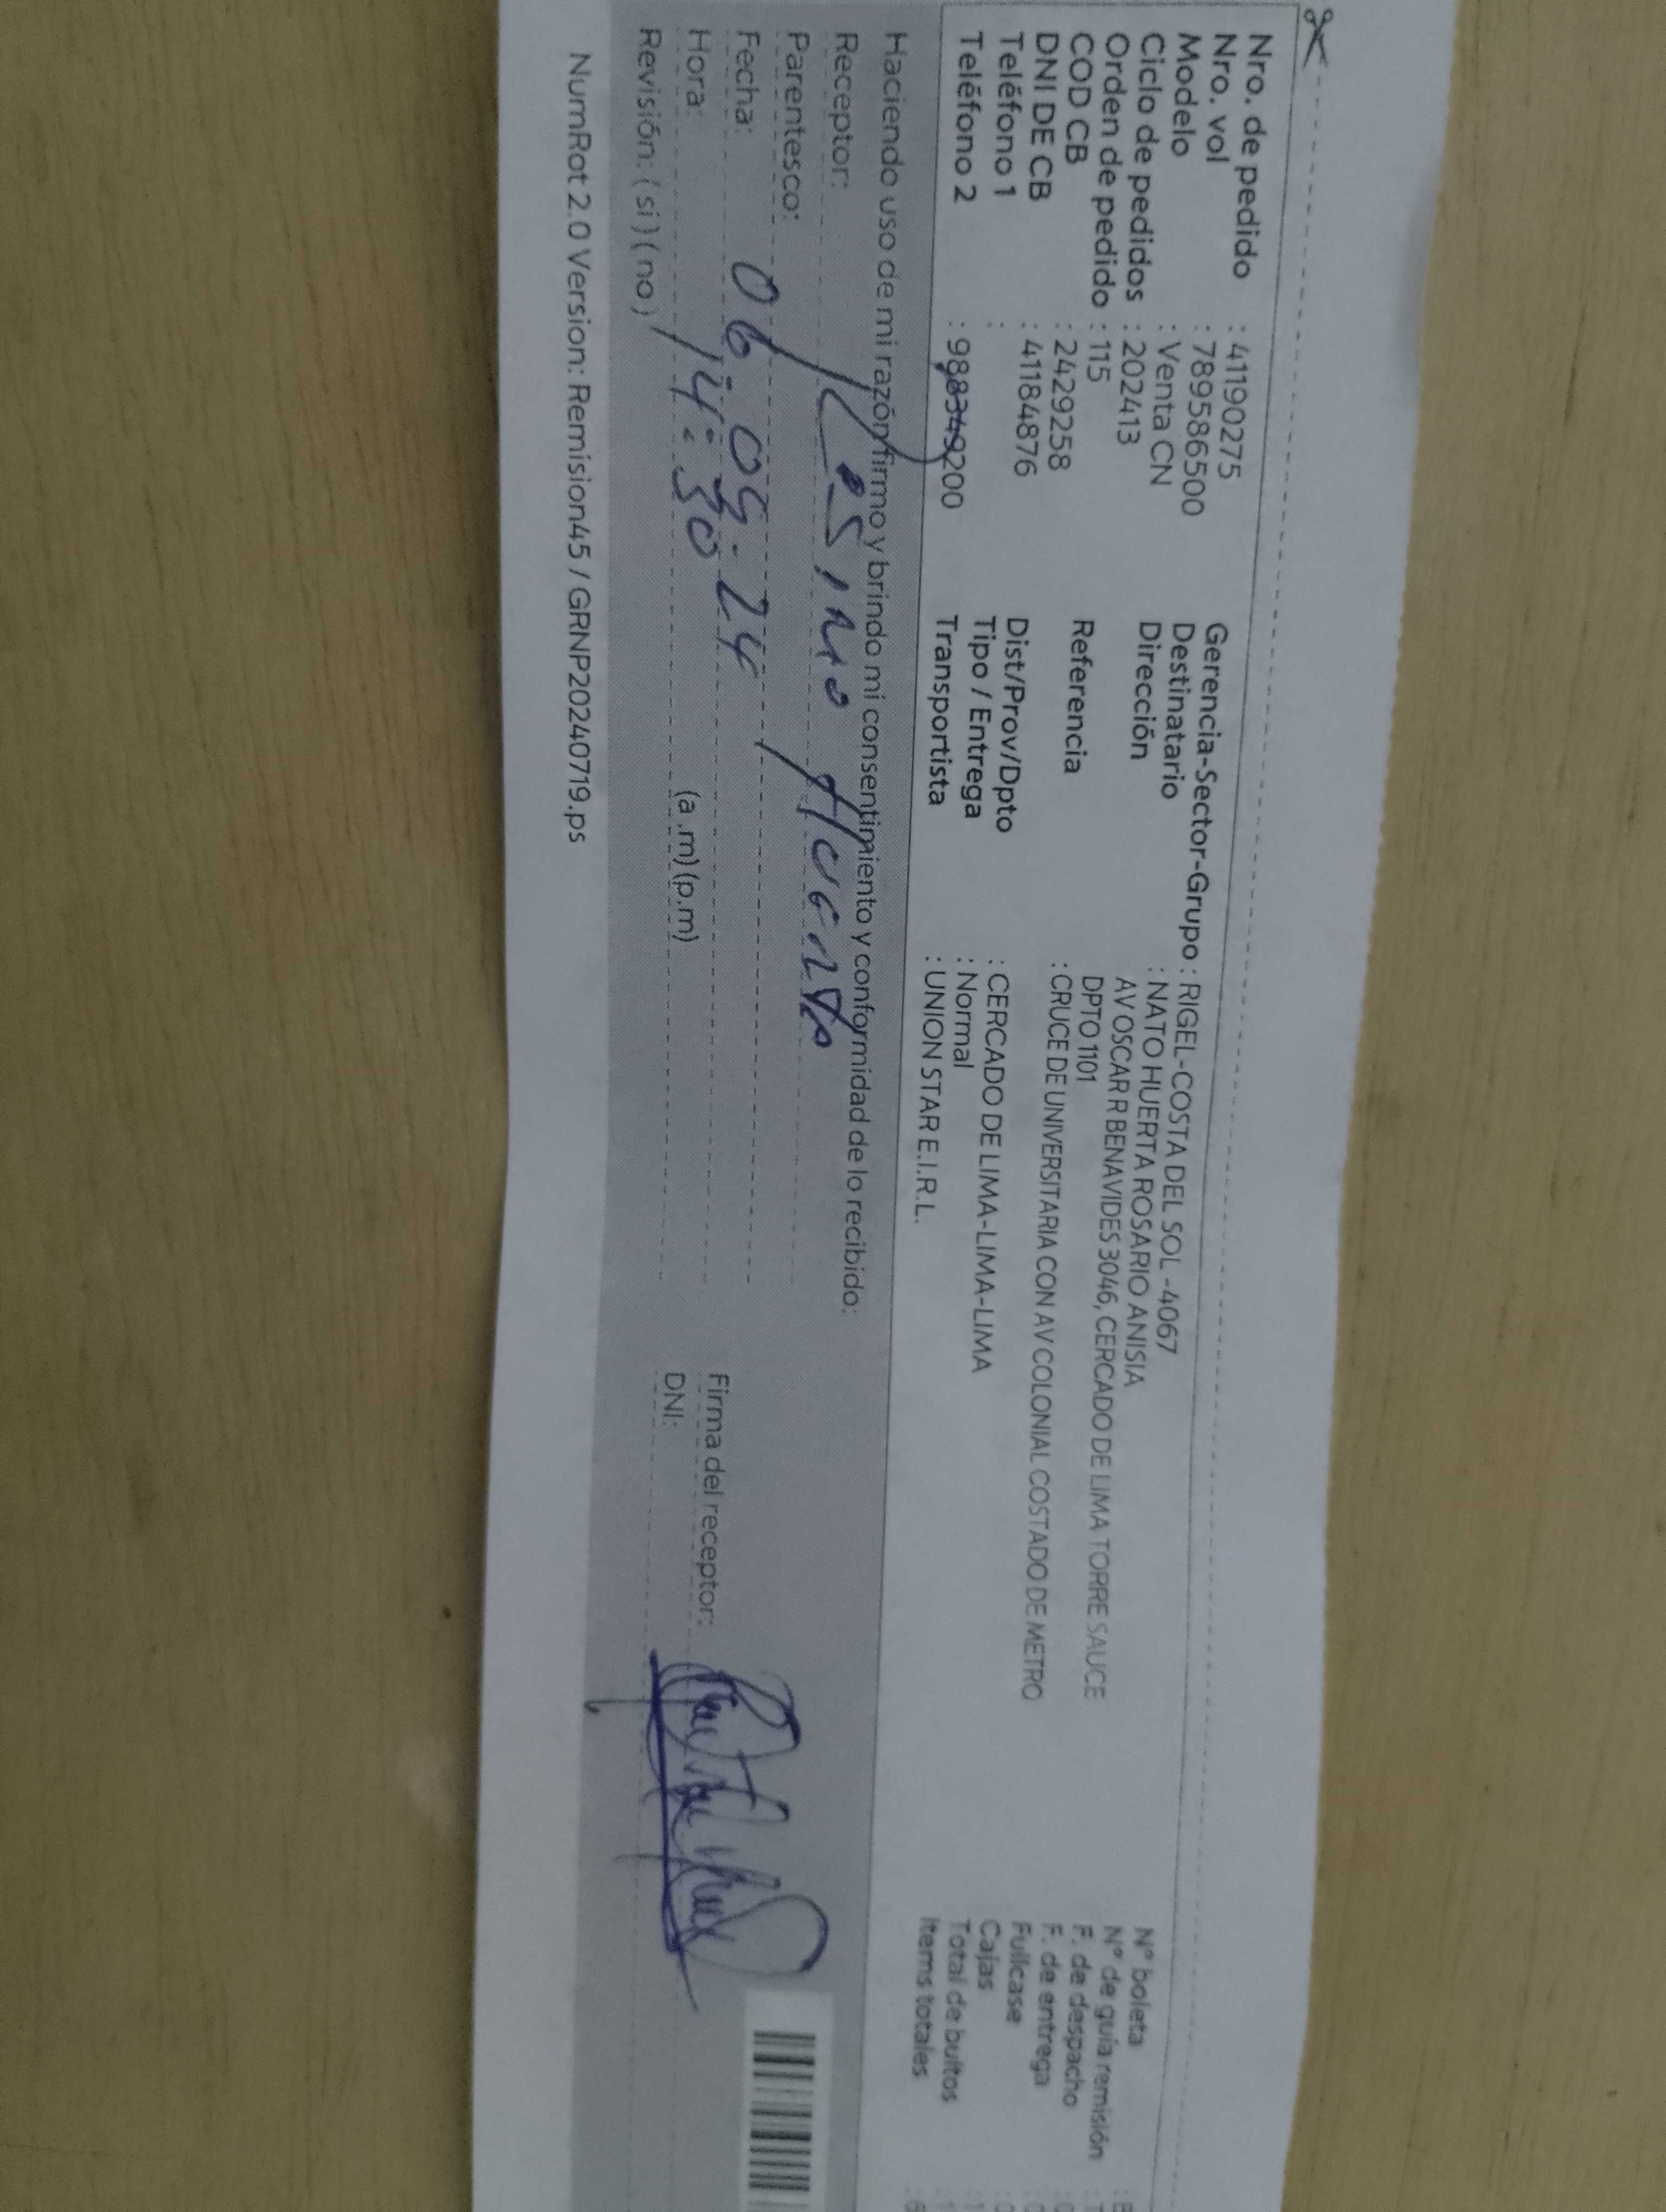 Nro. de pedido : 41190275
Nro. vol : 789586500
Modelo : Venta CN
Ciclo de pedidos : 202413
Orden de pedido : 115
COD CB : 2429258
DNI DE CB : 41184876
Teléfono 1 :
Teléfono 2 : 988349200
Gerencia-Sector-Grupo : RIGEL-COSTA DEL SOL -4067
Destinatario : NATO HUERTA ROSARIO ANISIA
Dirección AV OSCAR R BENAVIDES 3046, CERCADO DE LIMA TORRE SAUCE
DPTO 1101
Referencia : CRUCE DE UNIVERSITARIA CON AV COLONIAL COSTADO DE METRO
Dist/Prov/Dpto : CERCADO DE LIMA-LIMA-LIMA
Tipo / Entrega : Normal
Transportista : UNION STAR E.I.R.L.
N° boleta
N° de guía remisión
F. de despacho
F. de entrega
Fullcase
Cajas
Total de bultos
Items totales
Haciendo uso de mi razón firmo y brindo mi consentimiento y conformidad de lo recibido:
Receptor:
Parentesco:
Fecha: 06.09.24
Hora: 14:30 (a.m) (p.m)
Revisión: (si) (no)
Firma del receptor:
DNI:
NumRot 2.0 Version: Remision45 / GRNP20240719.ps